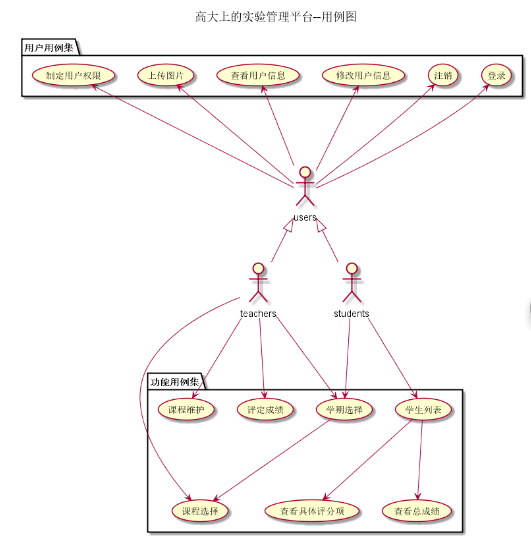 高大上的实验管理平台--用例图
用户用例集
制定用户权限
上传图片
查看用户信息
修改用户信息
注销
登录
users
teachers
students
功能用例集
课程维护
评定成绩
学期选择
学生列表
课程选择
查看具体评分项
查看总成绩